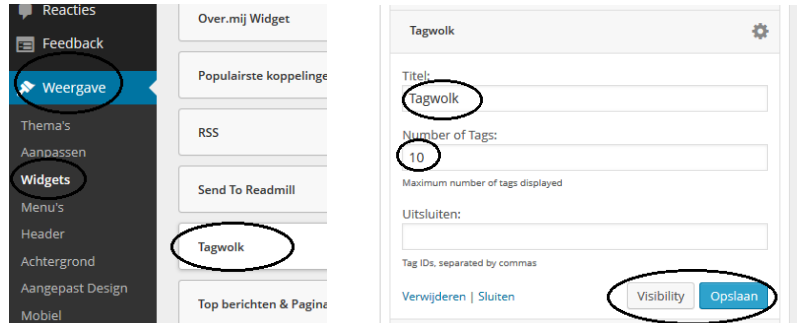 Reacties
Feedback
Weergave
Thema's
Aanpassen
Widgets
Menu's
Header
Achtergrond
Aangepast Design
Mobiel
Over.mij Widget
Populairste koppelinge
RSS
Send To Readmill
Tagwolk
Top berichten & Pagina
Tagwolk
Titel:
Tagwolk
Number of Tags:
10
Maximum number of tags displayed
Uitsluiten:
Tag IDs, separated by commas
Verwijderen | Sluiten
Visibility
Opslaan